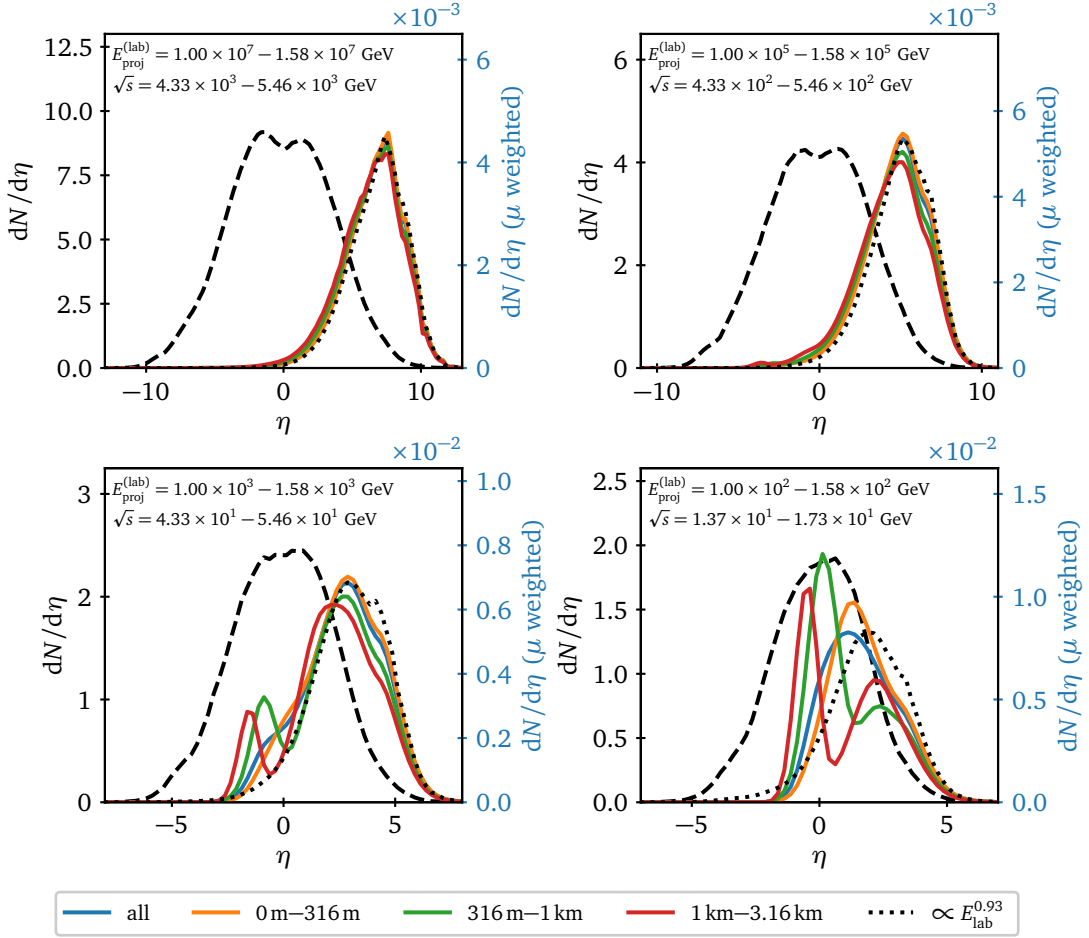 ×10⁻³
×10⁻³
E_proj^(lab) = 1.00 × 10⁷ − 1.58 × 10⁷ GeV
√s = 4.33 × 10³ − 5.46 × 10³ GeV
12.5
10.0
7.5
5.0
2.5
0.0
dN/dη
6
4
2
0
dN/dη (μ weighted)
−10
0
10
η
E_proj^(lab) = 1.00 × 10⁵ − 1.58 × 10⁵ GeV
√s = 4.33 × 10² − 5.46 × 10² GeV
6
4
2
0
dN/dη
6
4
2
0
dN/dη (μ weighted)
−10
0
10
η
×10⁻²
×10⁻²
E_proj^(lab) = 1.00 × 10³ − 1.58 × 10³ GeV
√s = 4.33 × 10¹ − 5.46 × 10¹ GeV
3
2
1
0
dN/dη
1.0
0.8
0.6
0.4
0.2
0.0
dN/dη (μ weighted)
−5
0
5
η
E_proj^(lab) = 1.00 × 10² − 1.58 × 10² GeV
√s = 1.37 × 10¹ − 1.73 × 10¹ GeV
2.5
2.0
1.5
1.0
0.5
0.0
dN/dη
1.5
1.0
0.5
0.0
dN/dη (μ weighted)
−5
0
5
η
all 0 m−316 m 316 m−1 km 1 km−3.16 km ∝ E_lab^0.93